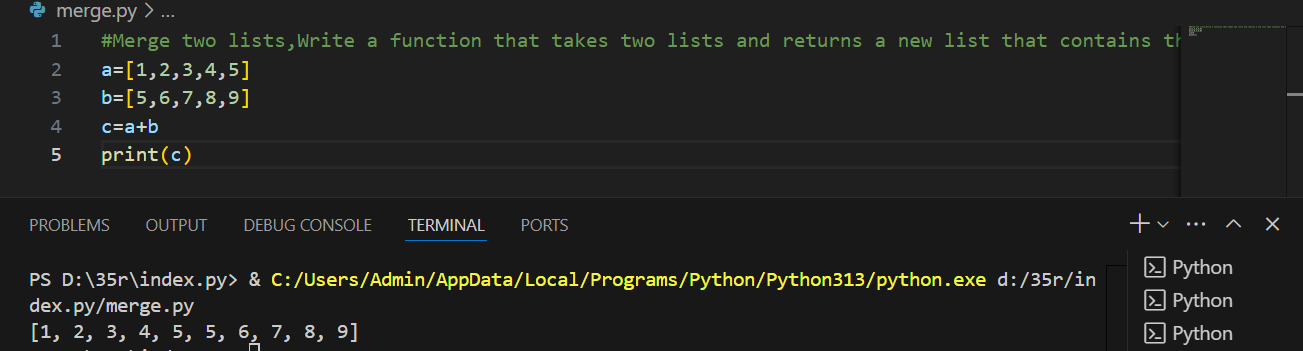 merge.py > ...
1 #Merge two lists,Write a function that takes two lists and returns a new list that contains
2 a=[1,2,3,4,5]
3 b=[5,6,7,8,9]
4 c=a+b
5 print(c)
PROBLEMS OUTPUT DEBUG CONSOLE TERMINAL PORTS
PS D:\35r\index.py> & C:/Users/Admin/AppData/Local/Programs/Python/Python313/python.exe d:/35r/in
dex.py/merge.py
[1, 2, 3, 4, 5, 5, 6, 7, 8, 9]
Python
Python
Python